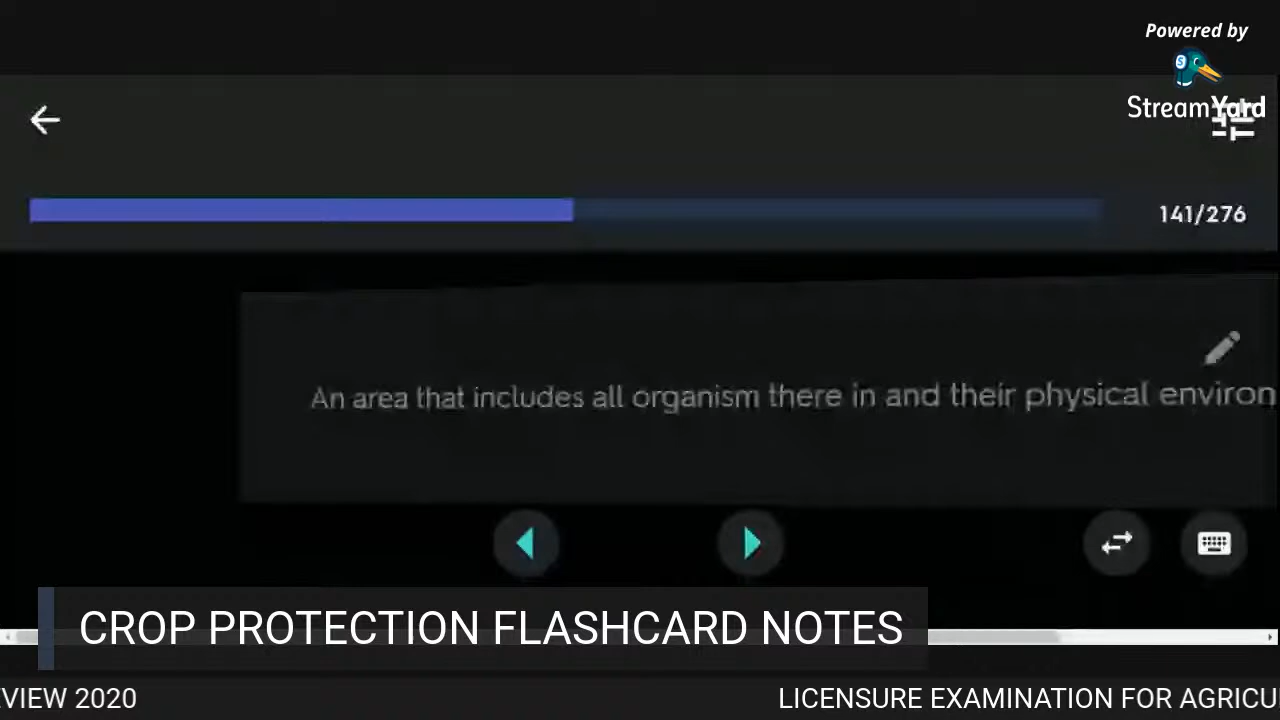 Powered by
StreamYard
141/276
An area that includes all organism there in and their physical environ
CROP PROTECTION FLASHCARD NOTES
EVIEW 2020
LICENSURE EXAMINATION FOR AGRICU